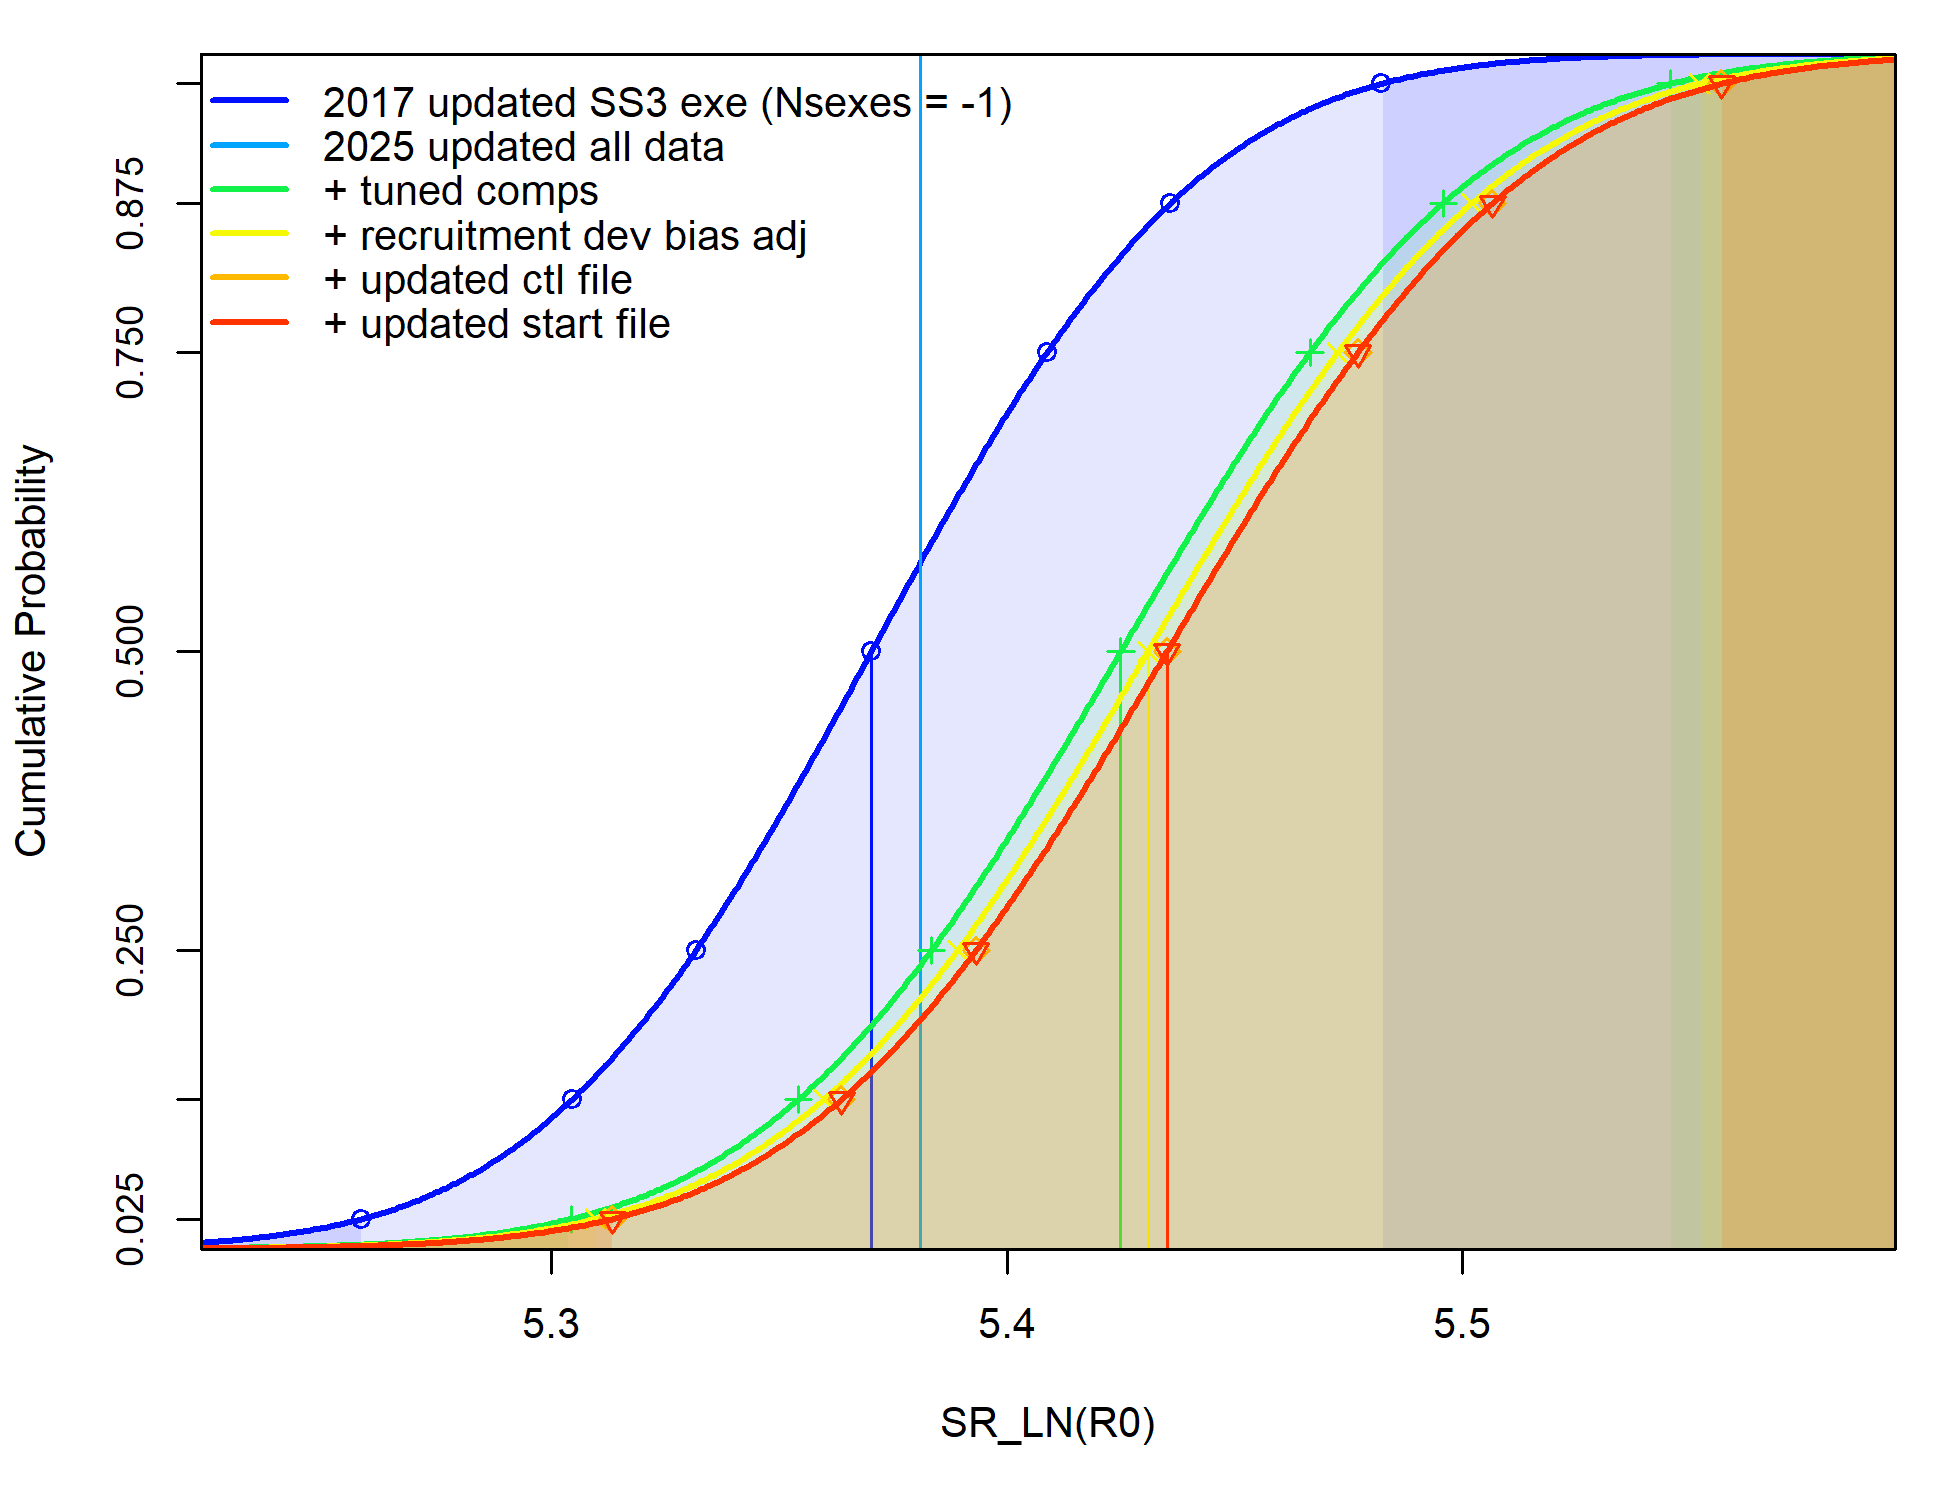 2017 updated SS3 exe (Nsexes = -1)
2025 updated all data
+ tuned comps
+ recruitment dev bias adj
+ updated ctl file
+ updated start file
Cumulative Probability
0.875
0.750
0.500
0.250
0.025
5.3
5.4
5.5
SR_LN(R0)